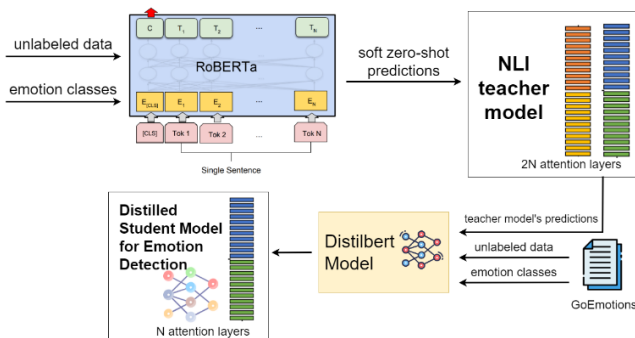 unlabeled data
emotion classes
C T1 T2 ... TN
RoBERTa
E[CLS] E1 E2 ... EN
[CLS] Tok 1 Tok 2 ... Tok N
Single Sentence
soft zero-shot
predictions
NLI
teacher
model
2N attention layers
Distilled
Student Model
for Emotion
Detection
N attention layers
Distilbert
Model
teacher model's predictions
unlabeled data
emotion classes
GoEmotions